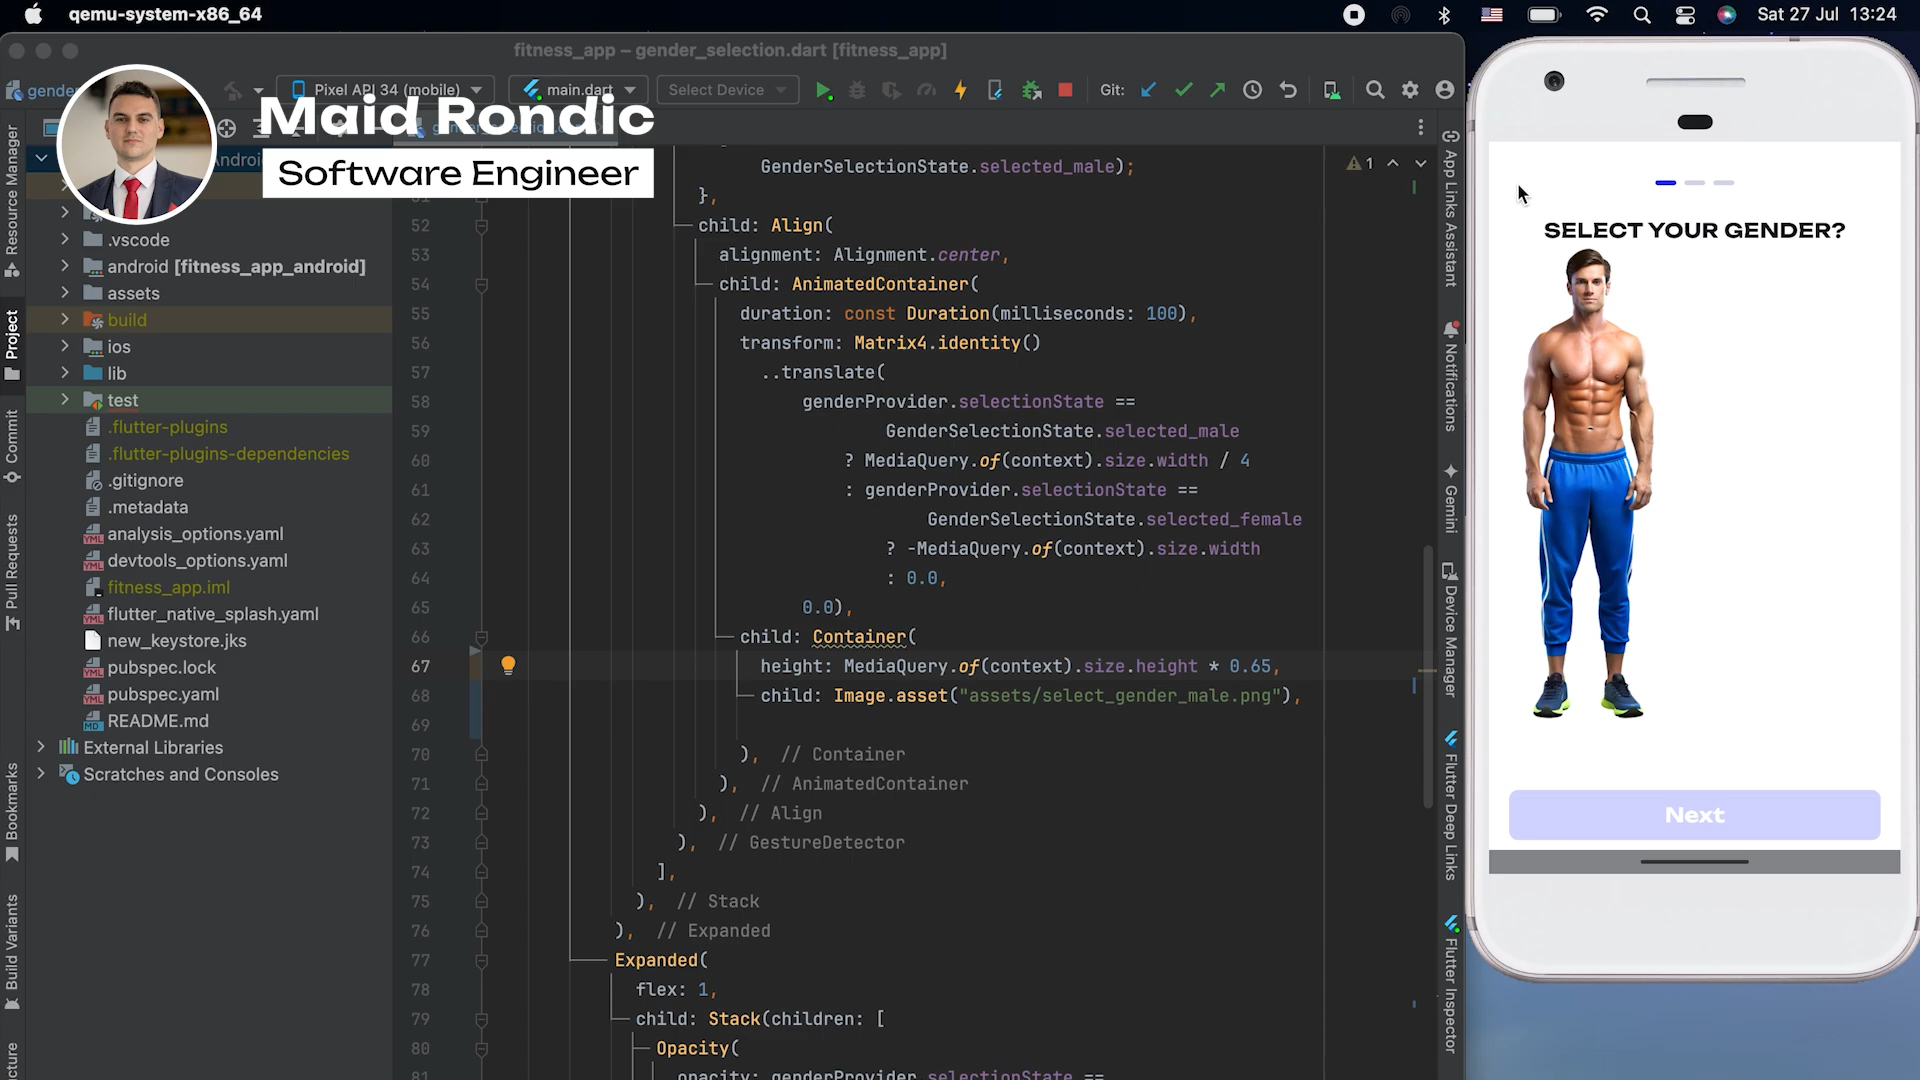 qemu-system-x86_64
Sat 27 Jul 13:24
fitness_app – gender_selection.dart [fitness_app]
Pixel API 34 (mobile)
main.dart
Select Device
Git:
Maid Rondic
Software Engineer
.vscode
android [fitness_app_android]
assets
build
ios
lib
test
.flutter-plugins
.flutter-plugins-dependencies
.gitignore
.metadata
analysis_options.yaml
devtools_options.yaml
fitness_app.iml
flutter_native_splash.yaml
new_keystore.jks
pubspec.lock
pubspec.yaml
README.md
External Libraries
Scratches and Consoles
Resource Manager
Project
Commit
Pull Requests
Bookmarks
Build Variants
1
GenderSelectionState.selected_male);
},
52 child: Align(
53 alignment: Alignment.center,
54 child: AnimatedContainer(
55 duration: const Duration(milliseconds: 100),
56 transform: Matrix4.identity()
57 ..translate(
58 genderProvider.selectionState ==
59 GenderSelectionState.selected_male
60 ? MediaQuery.of(context).size.width / 4
61 : genderProvider.selectionState ==
62 GenderSelectionState.selected_female
63 ? -MediaQuery.of(context).size.width
64 : 0.0,
65 0.0),
66 child: Container(
67 height: MediaQuery.of(context).size.height * 0.65,
68 child: Image.asset("assets/select_gender_male.png"),
69
70 ), // Container
71 ), // AnimatedContainer
72 ), // Align
73 ), // GestureDetector
74 ],
75 ), // Stack
76 ), // Expanded
77 Expanded(
78 flex: 1,
79 child: Stack(children: [
80 Opacity(
81 opacity: genderProvider.selectionState ==
App Links Assistant
Notifications
Gemini
Device Manager
Flutter Deep Links
Flutter Inspector
SELECT YOUR GENDER?
Next